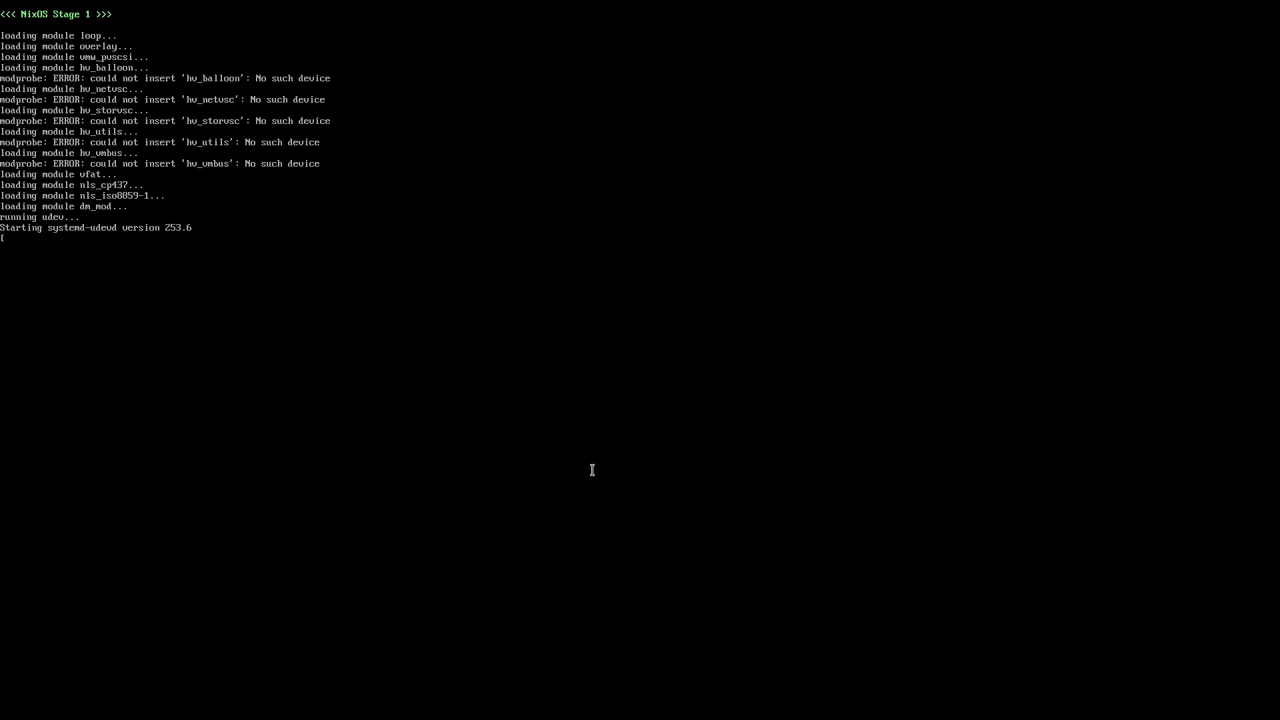 <<< NixOS Stage 1 >>>
loading module loop...
loading module overlay...
loading module vmw_pvscsi...
loading module hv_balloon...
modprobe: ERROR: could not insert 'hv_balloon': No such device
loading module hv_netvsc...
modprobe: ERROR: could not insert 'hv_netvsc': No such device
loading module hv_storvsc...
modprobe: ERROR: could not insert 'hv_storvsc': No such device
loading module hv_utils...
modprobe: ERROR: could not insert 'hv_utils': No such device
loading module hv_vmbus...
modprobe: ERROR: could not insert 'hv_vmbus': No such device
loading module vfat...
loading module nls_cp437...
loading module nls_iso8859-1...
loading module dm_mod...
running udev...
Starting systemd-udevd version 253.6
[